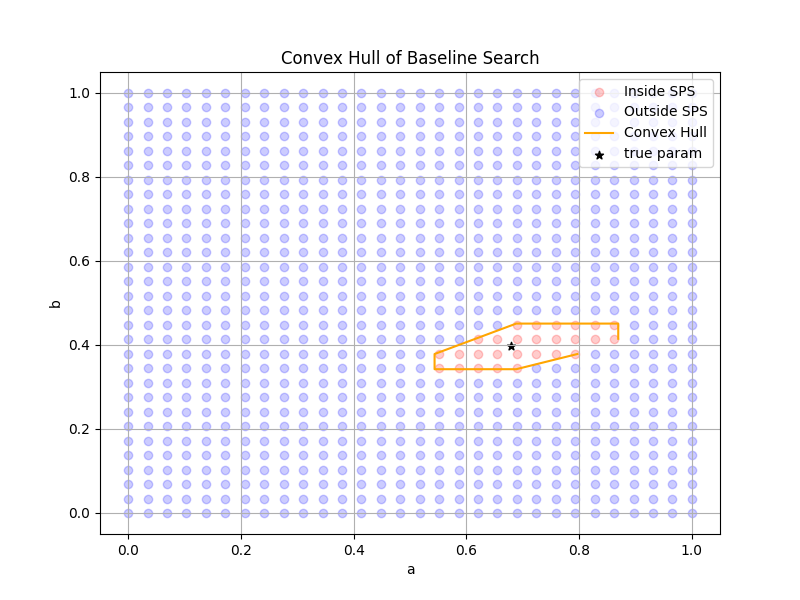 Convex Hull of Baseline Search
Inside SPS
Outside SPS
Convex Hull
true param
1.0
0.8
0.6
0.4
0.2
0.0
b
0.0 0.2 0.4 0.6 0.8 1.0
a